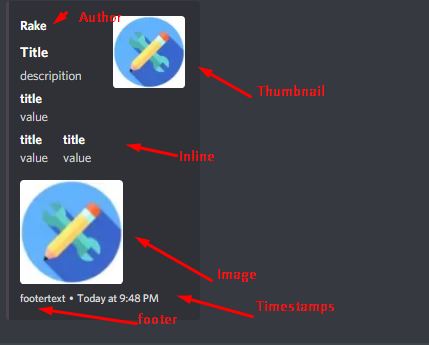 Author
Rake
Title
descripition
Thumbnail
title
value
title title
Inline
value value
Image
footertext • Today at 9:48 PM
Timestamps
footer